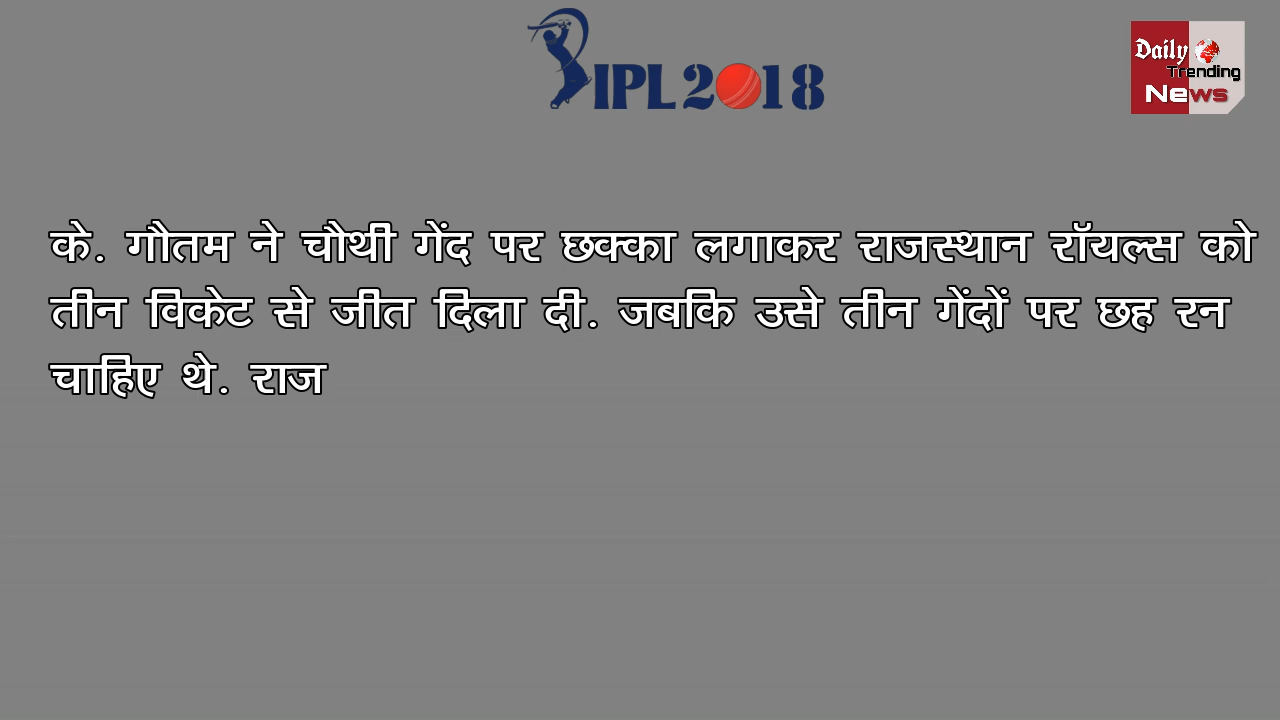 IPL 2018
Daily
Trending
News
के. गौतम ने चौथी गेंद पर छक्का लगाकर राजस्थान रॉयल्स को
तीन विकेट से जीत दिला दी. जबकि उसे तीन गेंदों पर छह रन
चाहिए थे. राज